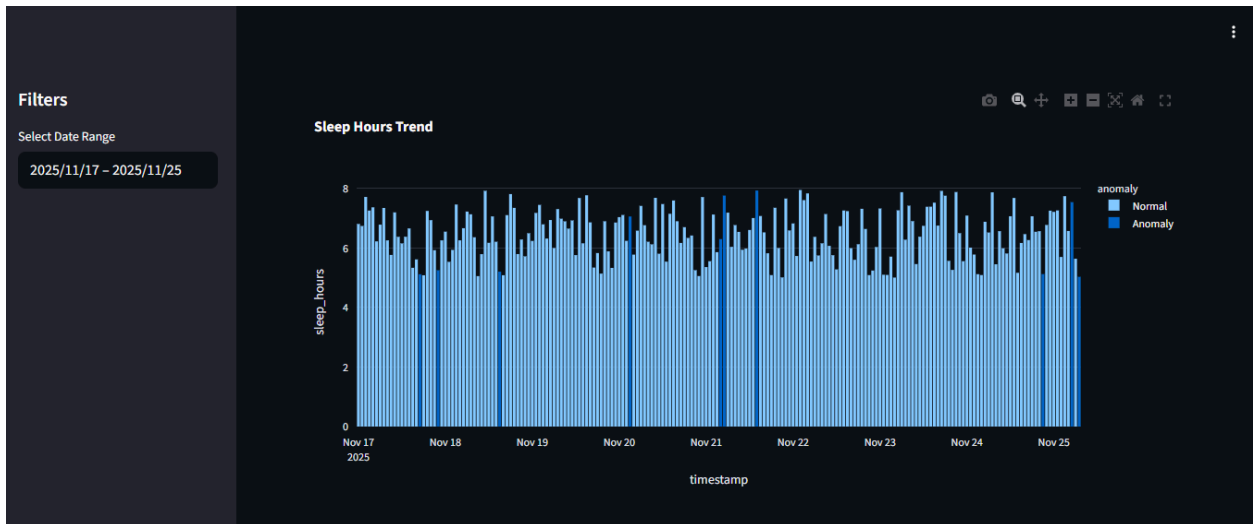 Filters
Select Date Range
2025/11/17 – 2025/11/25
Sleep Hours Trend
anomaly
Normal
Anomaly
sleep_hours
8
6
4
2
0
Nov 17
2025
Nov 18
Nov 19
Nov 20
Nov 21
Nov 22
Nov 23
Nov 24
Nov 25
timestamp